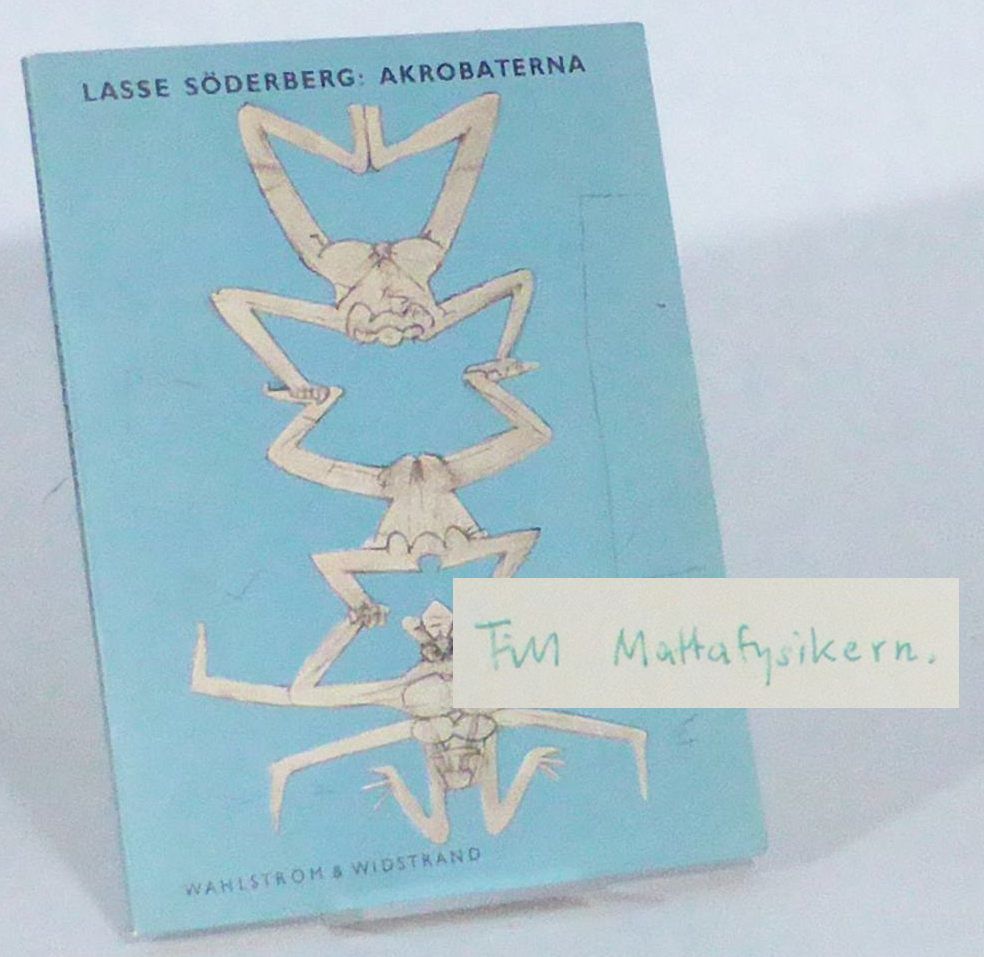 LASSE SÖDERBERG: AKROBATERNA
Till Mattafysikern.
WAHLSTRÖM & WIDSTRAND